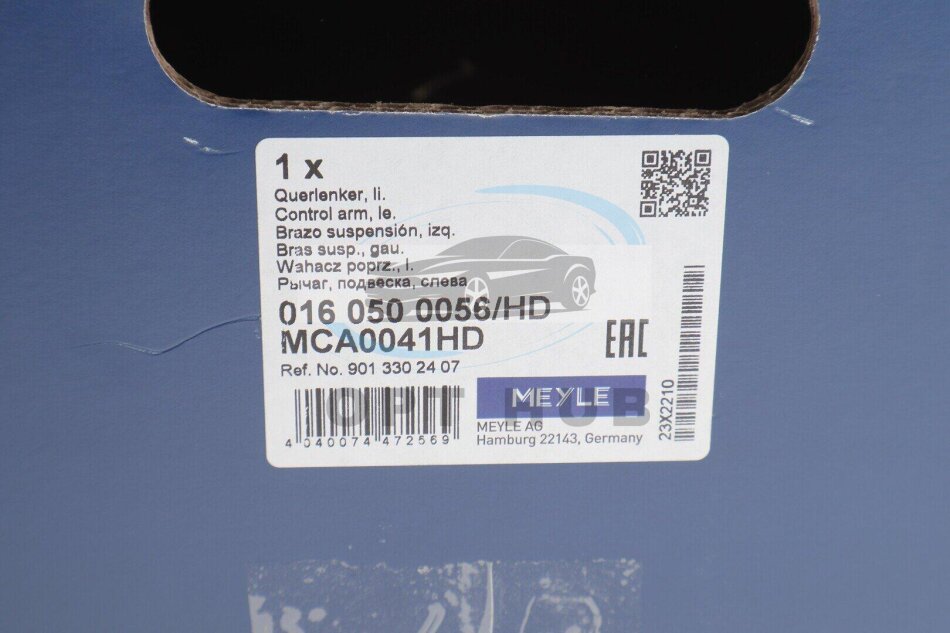 1 x
Querlenker, li.
Control arm, le.
Brazo suspensión, izq.
Bras susp., gau.
Wahacz poprz., l.
Рычаг, подвеска, слева
016 050 0056/HD
MCA0041HD
EAC
Ref. No. 901 330 24 07
MEYLE
OPT HUB
MEYLE AG
Hamburg 22143, Germany
4 040074 472569
23X2210